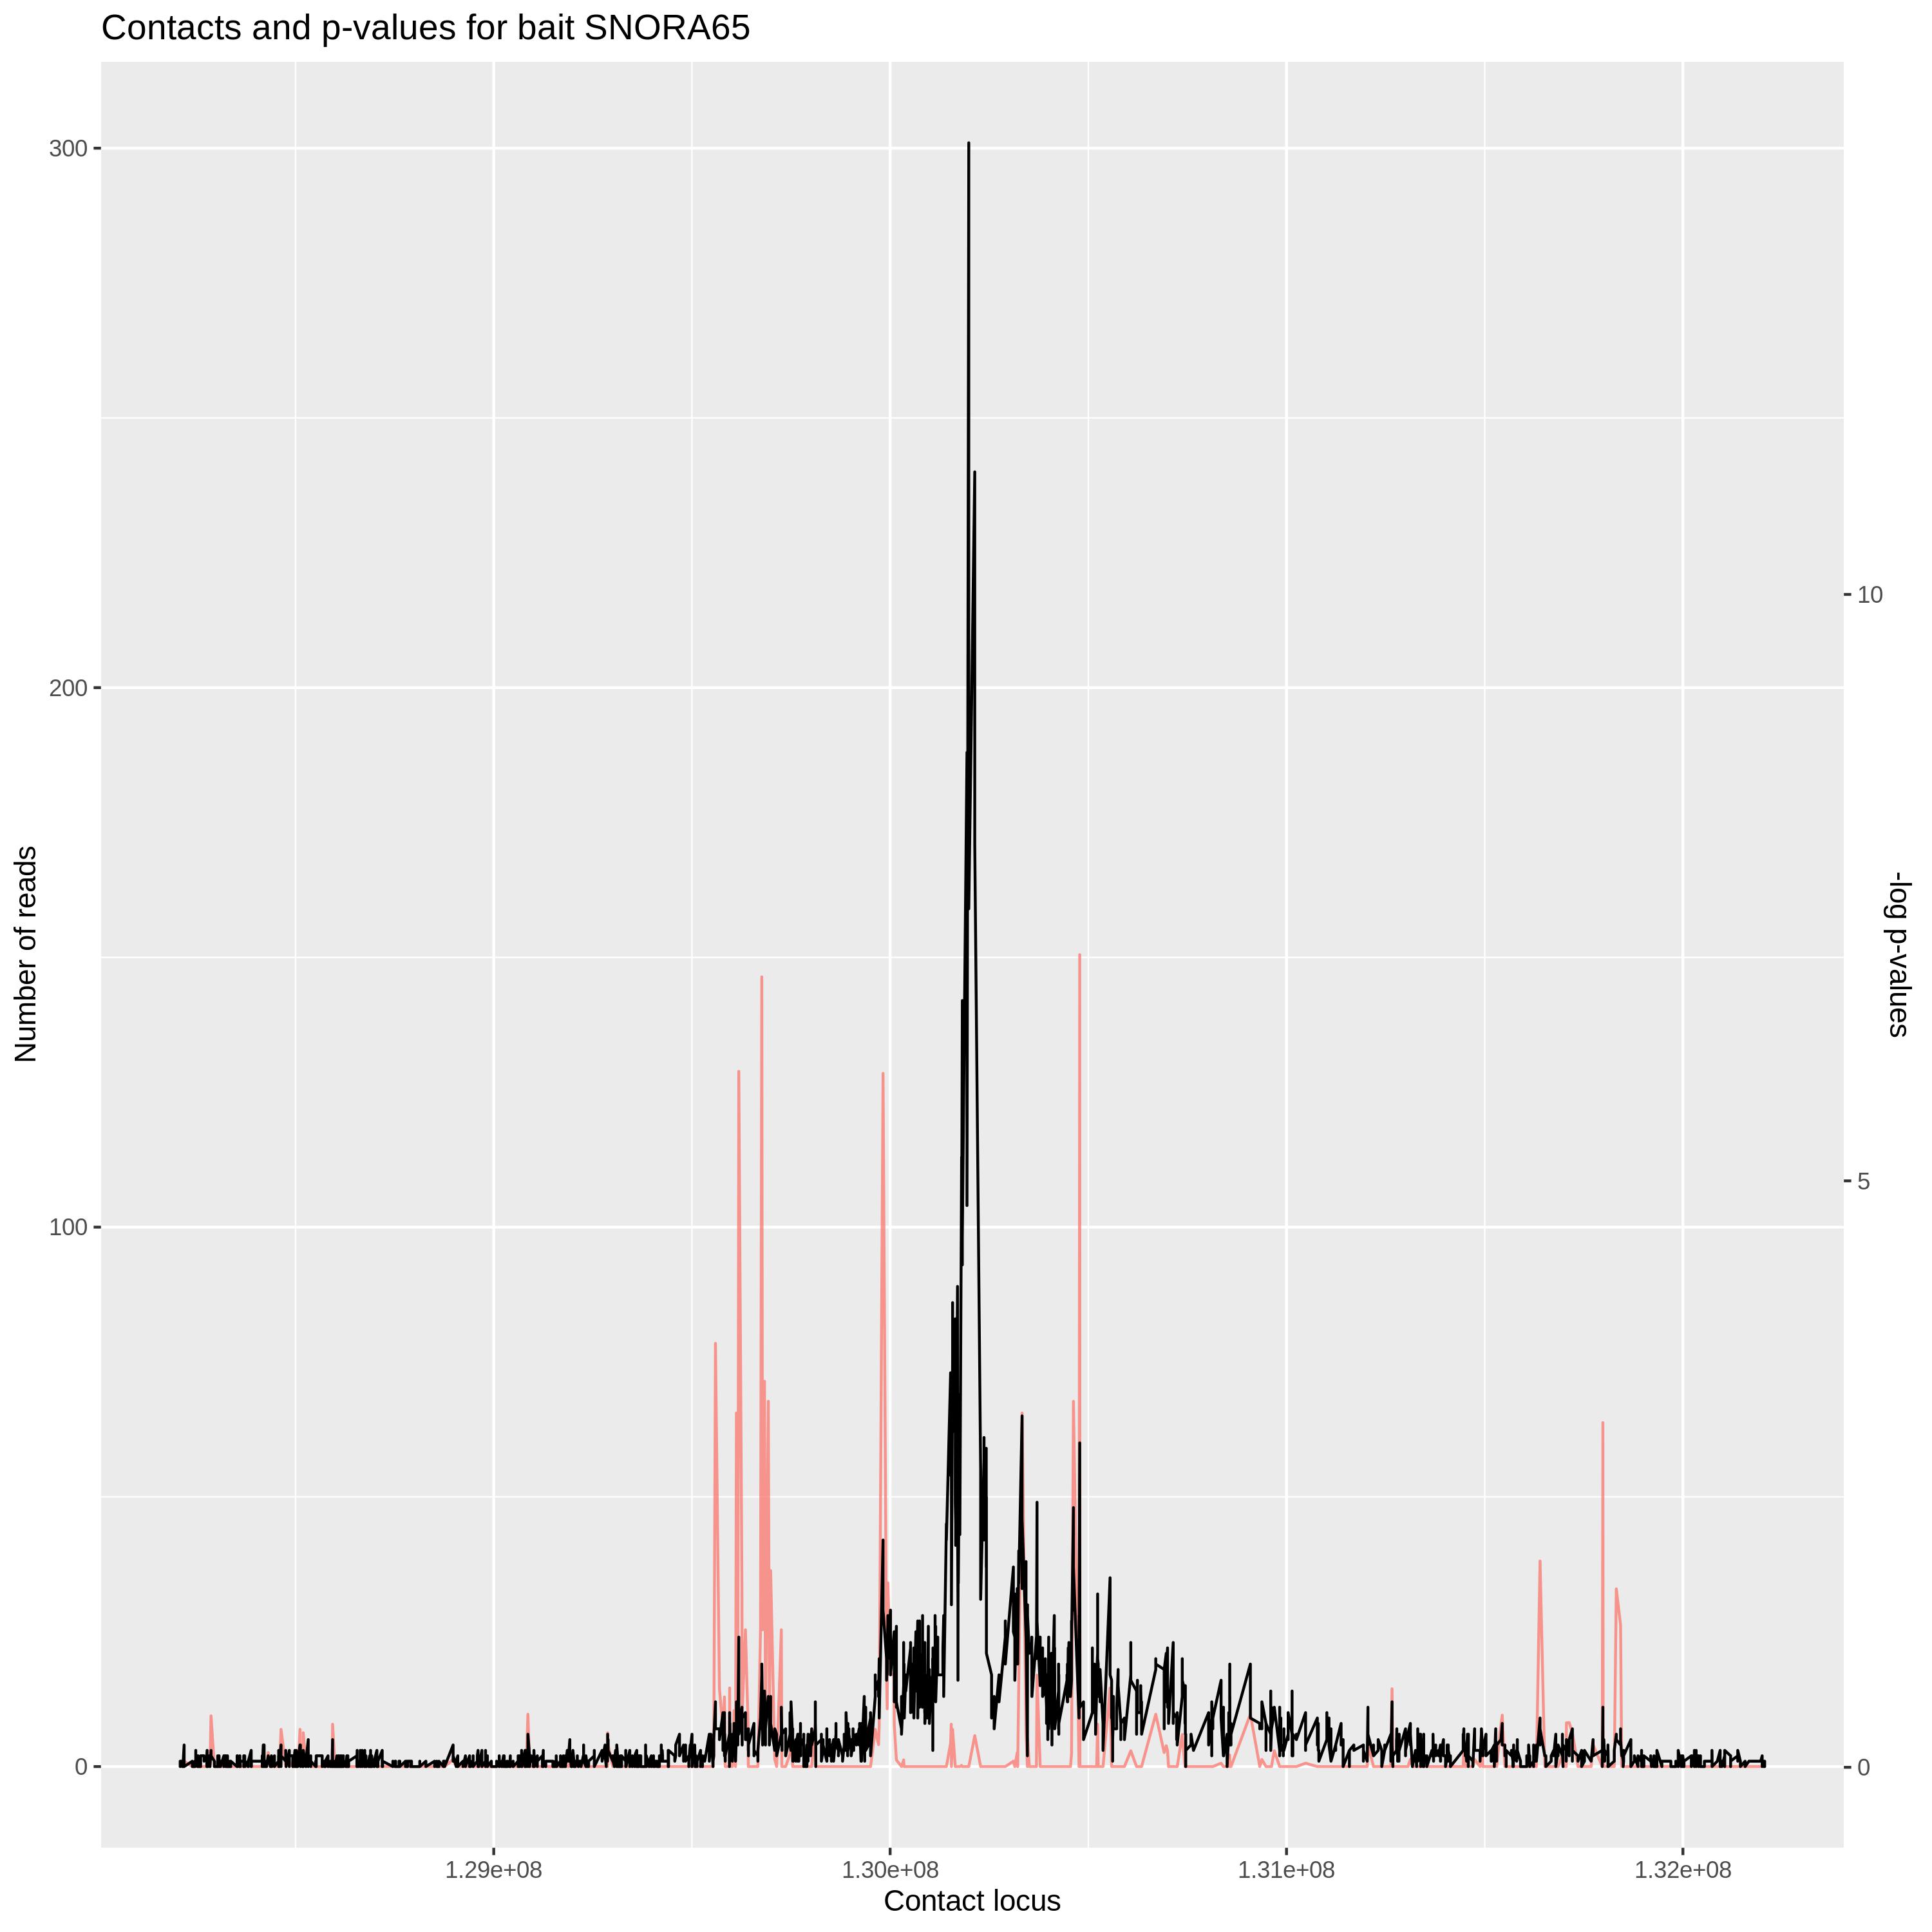 Contacts and p-values for bait SNORA65
300
200
100
0
Number of reads
10
5
0
-log p-values
1.29e+08
1.30e+08
1.31e+08
1.32e+08
Contact locus